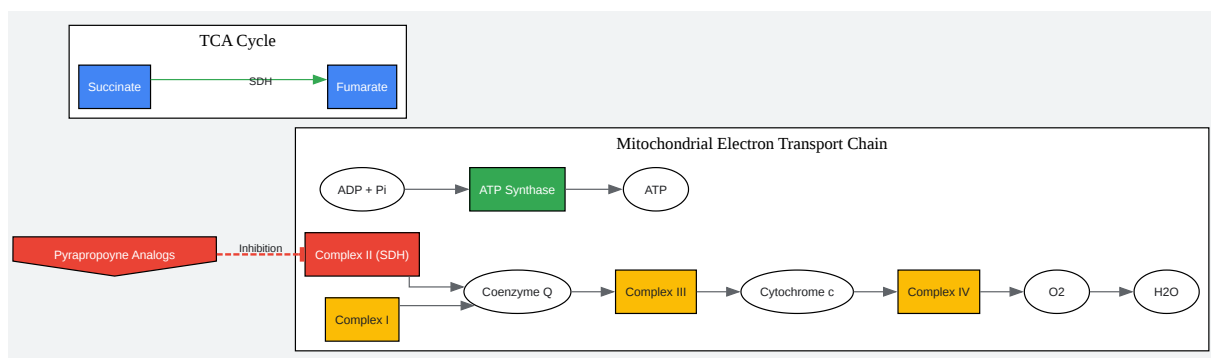 TCA Cycle
Succinate
SDH
Fumarate
Mitochondrial Electron Transport Chain
ADP + Pi
ATP Synthase
ATP
Pyrapropoyne Analogs
Inhibition
Complex II (SDH)
Complex I
Coenzyme Q
Complex III
Cytochrome c
Complex IV
O2
H2O